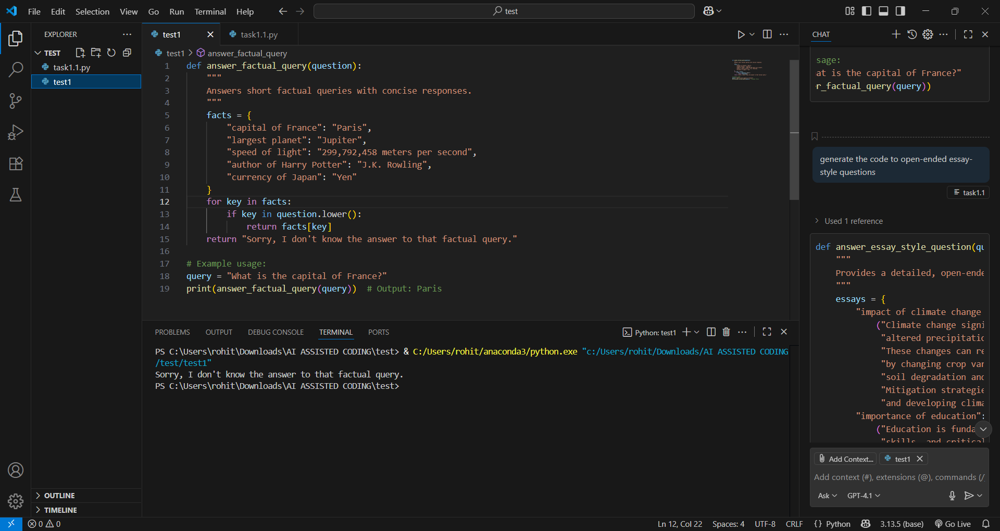 File Edit Selection View Go Run Terminal Help
test
EXPLORER
TEST
task1.1.py
test1
OUTLINE
TIMELINE
test1 task1.1.py
test1 > answer_factual_query
1 def answer_factual_query(question):
2 """
3 Answers short factual queries with concise responses.
4 """
5 facts = {
6 "capital of France": "Paris",
7 "largest planet": "Jupiter",
8 "speed of light": "299,792,458 meters per second",
9 "author of Harry Potter": "J.K. Rowling",
10 "currency of Japan": "Yen"
11 }
12 for key in facts:
13 if key in question.lower():
14 return facts[key]
15 return "Sorry, I don't know the answer to that factual query."
16
17 # Example usage:
18 query = "What is the capital of France?"
19 print(answer_factual_query(query)) # Output: Paris
PROBLEMS OUTPUT DEBUG CONSOLE TERMINAL PORTS
Python: test1
PS C:\Users\rohit\Downloads\AI ASSISTED CODING\test> & C:/Users/rohit/anaconda3/python.exe "c:/Users/rohit/Downloads/AI ASSISTED CODING
/test/test1"
Sorry, I don't know the answer to that factual query.
PS C:\Users\rohit\Downloads\AI ASSISTED CODING\test>
CHAT
sage:
at is the capital of France?"
r_factual_query(query))
generate the code to open-ended essay-
style questions
task1.1
Used 1 reference
def answer_essay_style_question(qu
"""
Provides a detailed, open-ende
"""
essays = {
"impact of climate change
("Climate change signi
"altered precipitatic
"These changes can re
"by changing crop var
"soil degradation and
"Mitigation strategie
"and developing clima
"importance of education":
("Education is funda
"skills, and critical
Add Context... test1
Add context (#), extensions (@), commands (/
Ask GPT-4.1
0 0
Ln 12, Col 22 Spaces: 4 UTF-8 CRLF {} Python 3.13.5 (base) Go Live